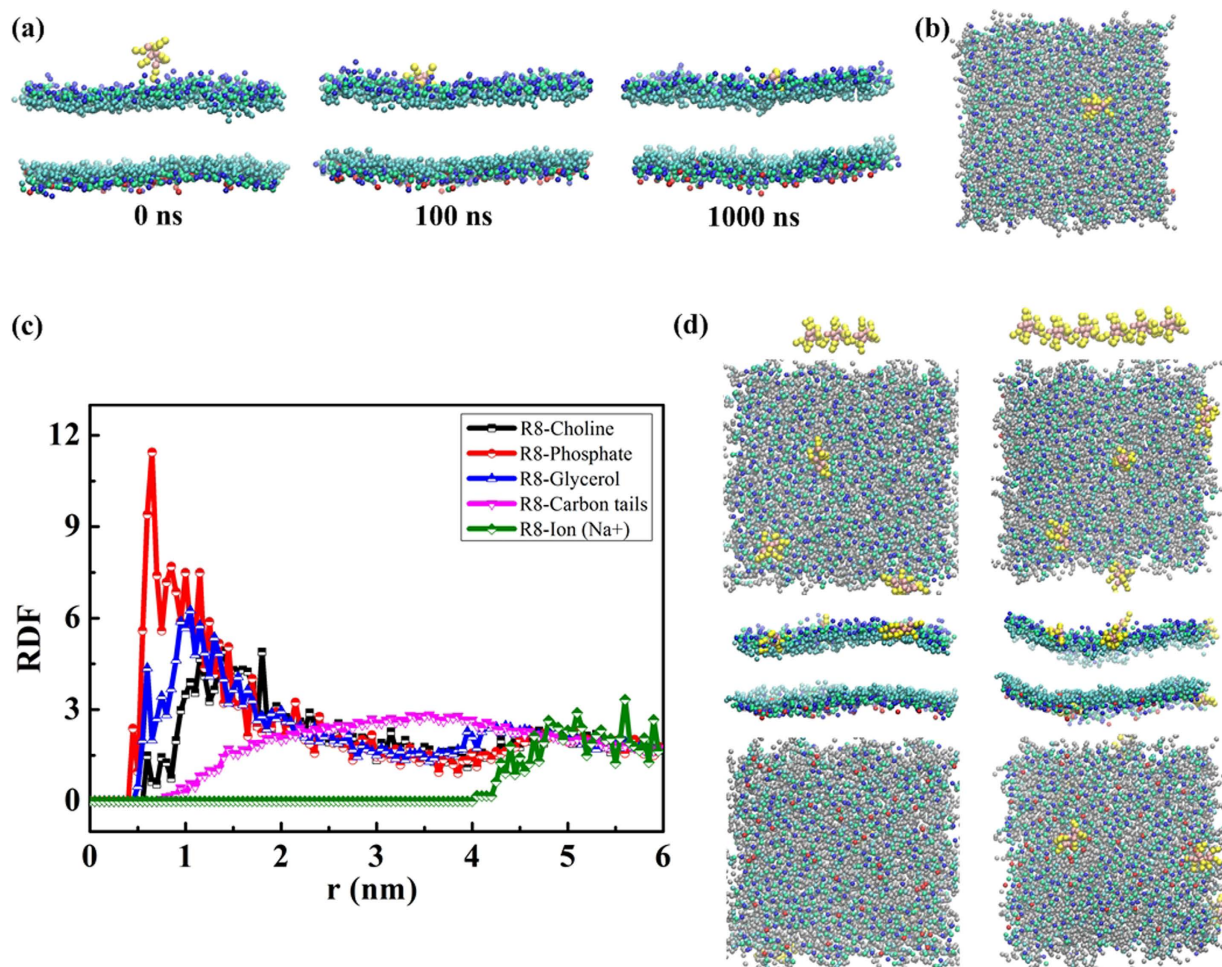 (a)
(b)
0 ns
100 ns
1000 ns
(c)
(d)
12
9
6
3
0
RDF
R8-Choline
R8-Phosphate
R8-Glycerol
R8-Carbon tails
R8-Ion (Na+)
0
1
2
3
4
5
6
r (nm)